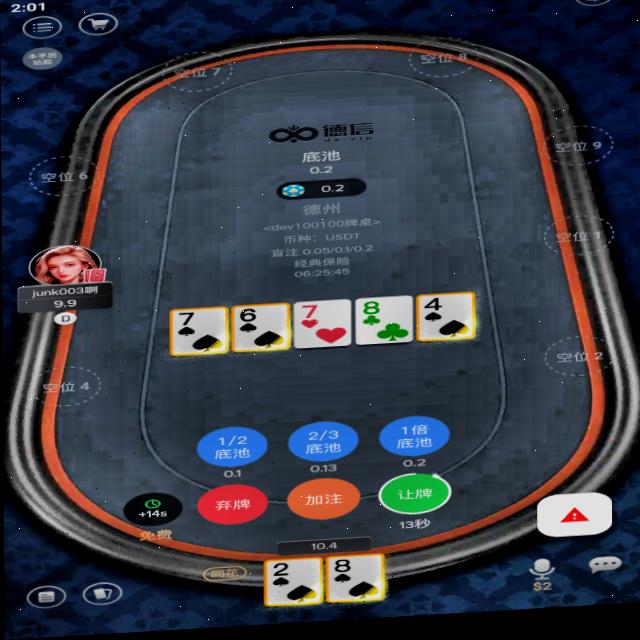 2:01
本手后
站起
空位 7
空位 8
德信
dx.vip
底池
0.2
0.2
空位 9
空位 6
德州
<dev100100牌桌>
币种：USDT
盲注 0.05/0.1/0.2
经典保险
06:25:45
空位 1
junk003啊
9.9
D
7
6
7
8
4
空位 2
空位 4
1/2
底池
2/3
底池
1倍
底池
0.1
0.13
0.2
+14s
免费
弃牌
加注
让牌
13秒
10.4
同花
2
8
$2